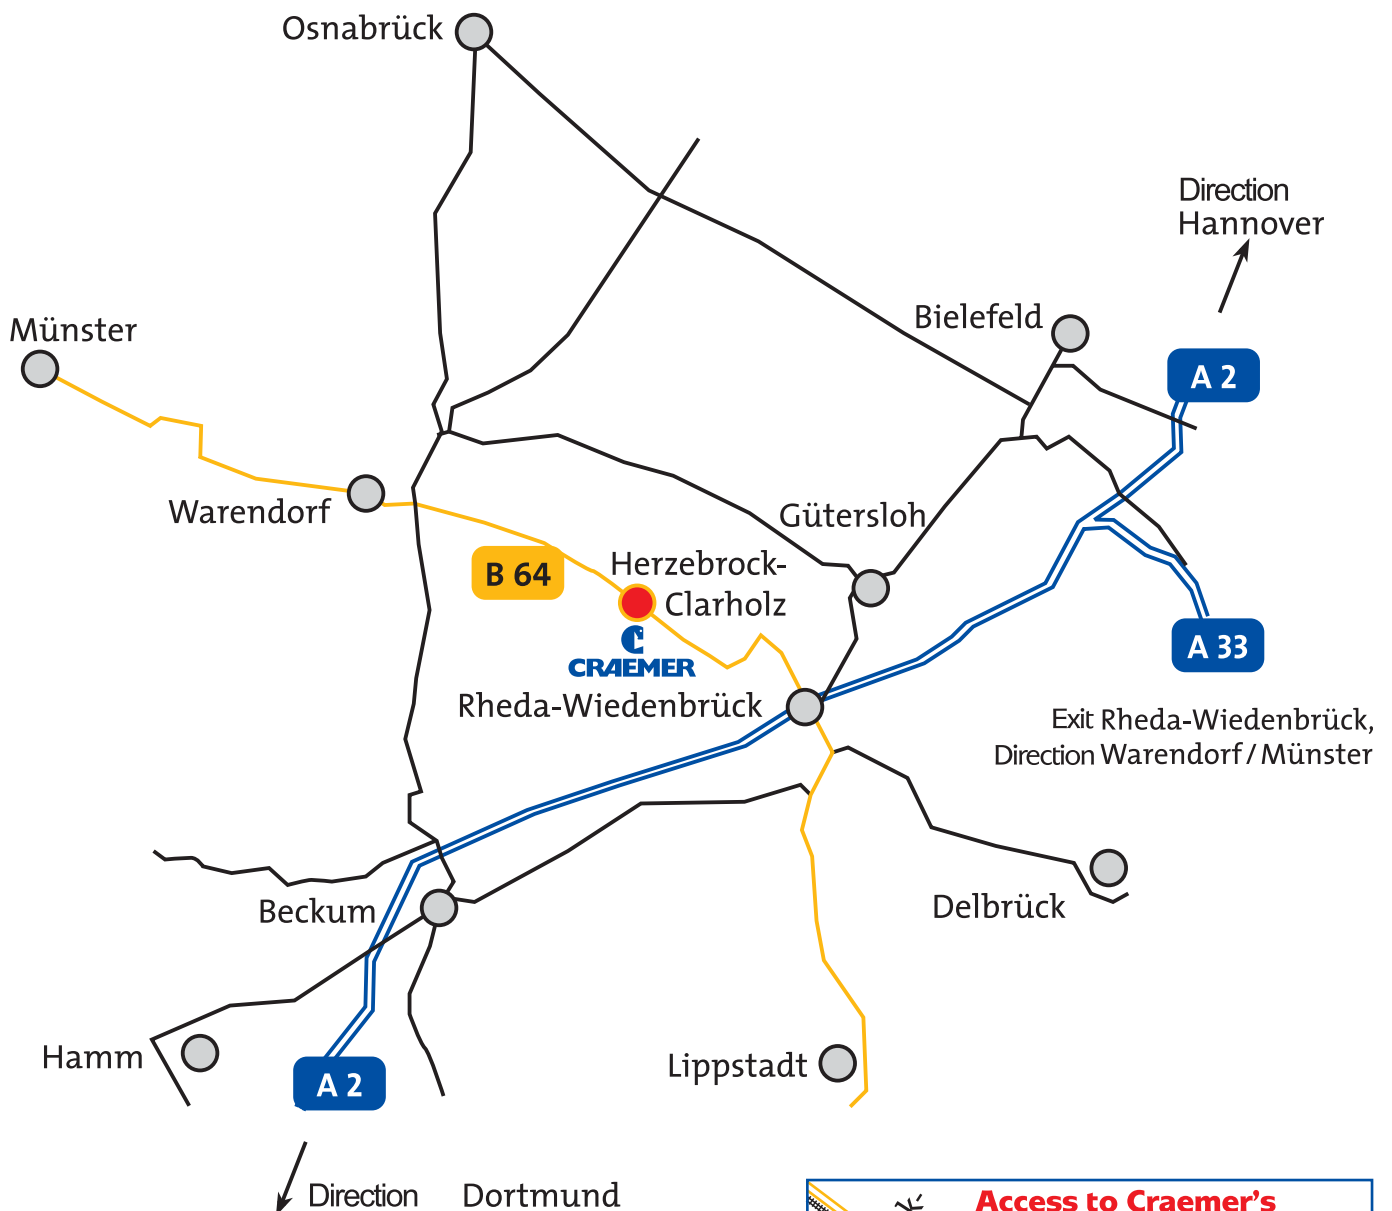 Osnabrück
Direction
Hannover
Bielefeld
Münster
A 2
Warendorf
Gütersloh
B 64
Herzebrock-
Clarholz
CRAEMER
A 33
Rheda-Wiedenbrück
Exit Rheda-Wiedenbrück,
Direction Warendorf / Münster
Beckum
Delbrück
Hamm
Lippstadt
A 2
Direction Dortmund
Access to Craemer's